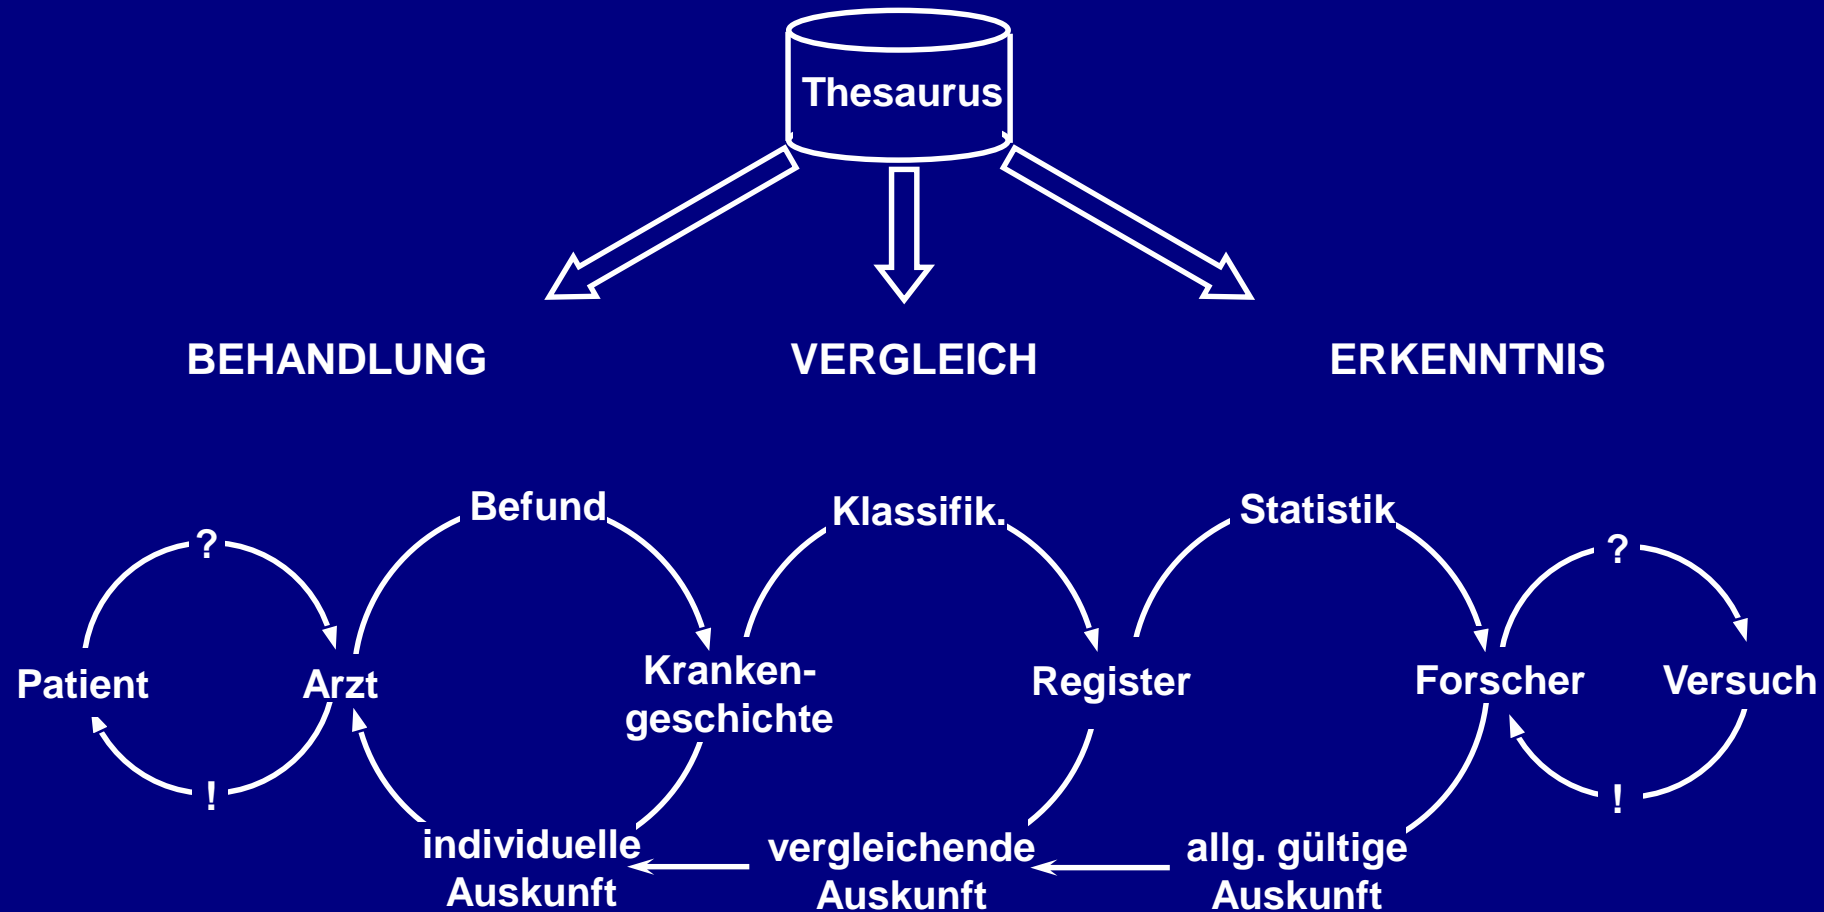 Thesaurus
BEHANDLUNG
VERGLEICH
ERKENNTNIS
Befund
Klassifik.
Statistik
?
?
Patient
Arzt
Kranken-
geschichte
Register
Forscher
Versuch
!
!
individuelle
Auskunft
vergleichende
Auskunft
allg. gültige
Auskunft